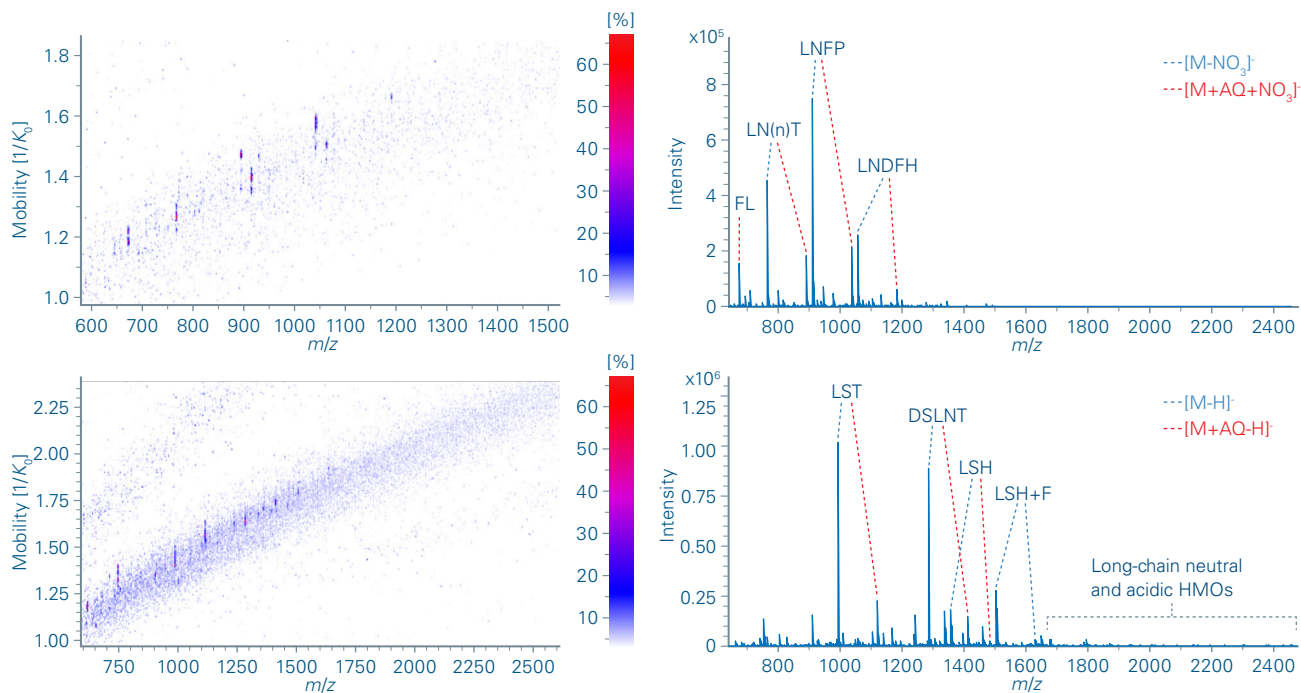 [%]
1.8
1.6
1.4
1.2
1.0
Mobility [1/K0]
600 700 800 900 1000 1100 1200 1300 1400 1500
m/z
60
50
40
30
20
10
x10⁵
8
6
4
2
0
Intensity
LNFP
LN(n)T
LNDFH
FL
[M-NO₃]⁻
[M+AQ+NO₃]⁻
800 1000 1200 1400 1600 1800 2000 2200 2400
m/z
[%]
2.25
2.00
1.75
1.50
1.25
1.00
Mobility [1/K0]
750 1000 1250 1500 1750 2000 2250 2500
m/z
60
50
40
30
20
10
x10⁶
1.25
1.00
0.75
0.50
0.25
0
Intensity
LST
DSLNT
LSH
LSH+F
[M-H]⁻
[M+AQ-H]⁻
Long-chain neutral
and acidic HMOs
800 1000 1200 1400 1600 1800 2000 2200 2400
m/z